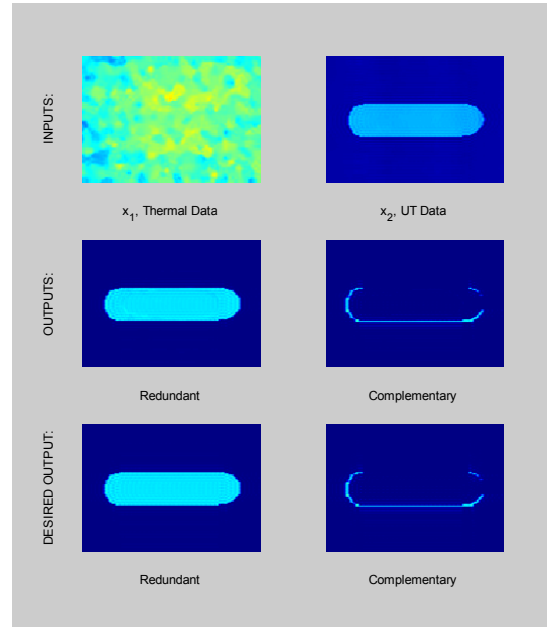 INPUTS:
x1, Thermal Data
x2, UT Data
OUTPUTS:
Redundant
Complementary
DESIRED OUTPUT:
Redundant
Complementary